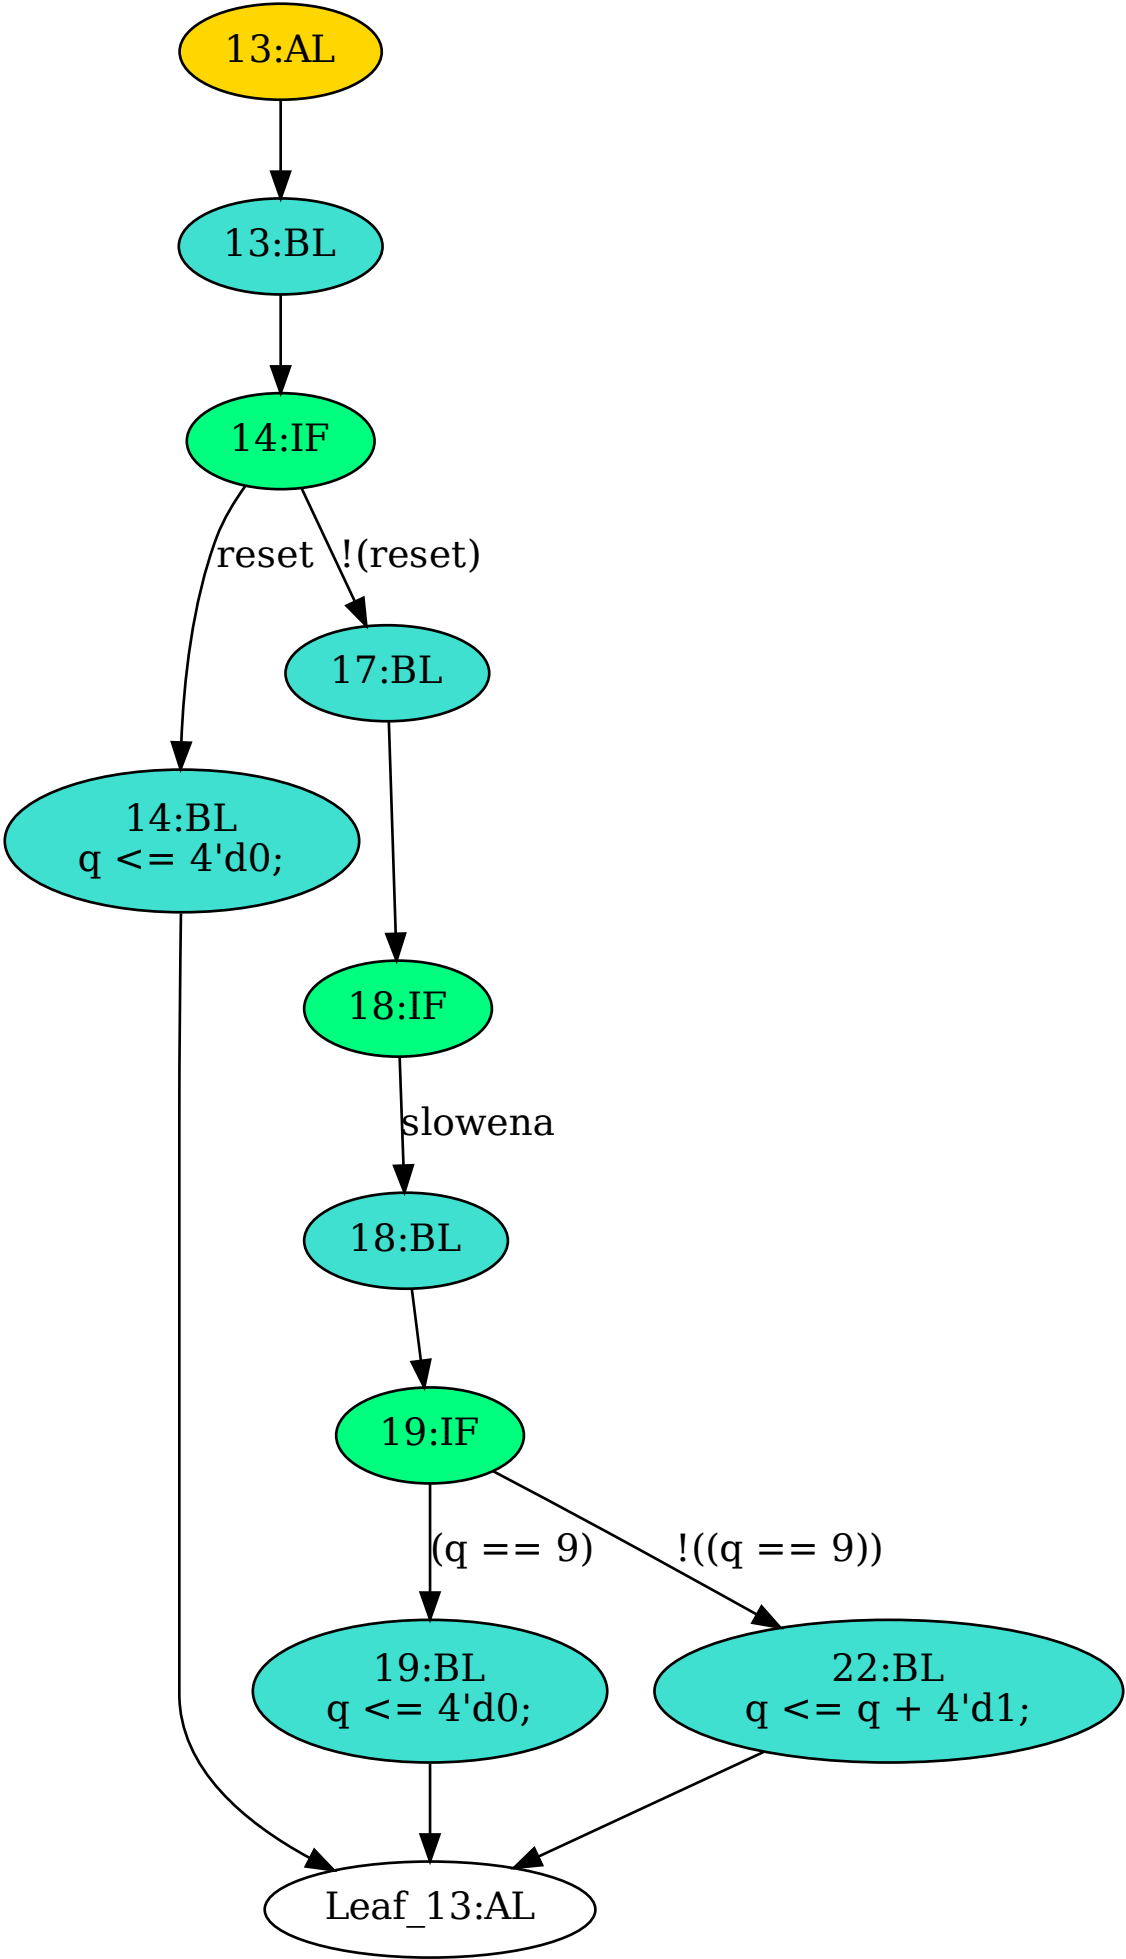 13:AL
13:BL
14:IF
reset
!(reset)
17:BL
14:BL
q <= 4'd0;
18:IF
slowena
18:BL
19:IF
(q == 9)
!((q == 9))
19:BL
q <= 4'd0;
22:BL
q <= q + 4'd1;
Leaf_13:AL